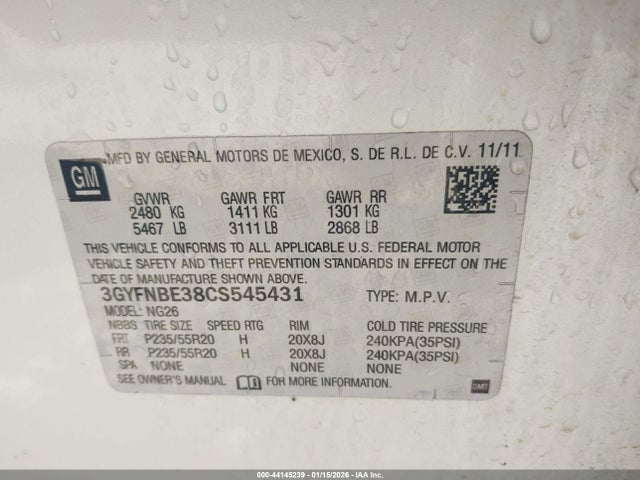 GM
MFD BY GENERAL MOTORS DE MEXICO, S. DE R.L. DE C.V. 11/11
GVWR GAWR FRT GAWR RR
2480 KG 1411 KG 1301 KG
5467 LB 3111 LB 2868 LB
THIS VEHICLE CONFORMS TO ALL APPLICABLE U.S. FEDERAL MOTOR
VEHICLE SAFETY AND THEFT PREVENTION STANDARDS IN EFFECT ON THE
DATE OF MANUFACTURE SHOWN ABOVE.
3GYFNBE38CS545431 TYPE: M.P.V.
MODEL: NG26
NBBS TIRE SIZE SPEED RTG RIM COLD TIRE PRESSURE
FRT P235/55R20 H 20X8J 240KPA(35PSI)
RR P235/55R20 H 20X8J 240KPA(35PSI)
SPA NONE NONE NONE
SEE OWNER'S MANUAL FOR MORE INFORMATION.
000-44145239 - 01/15/2026 - IAA Inc.